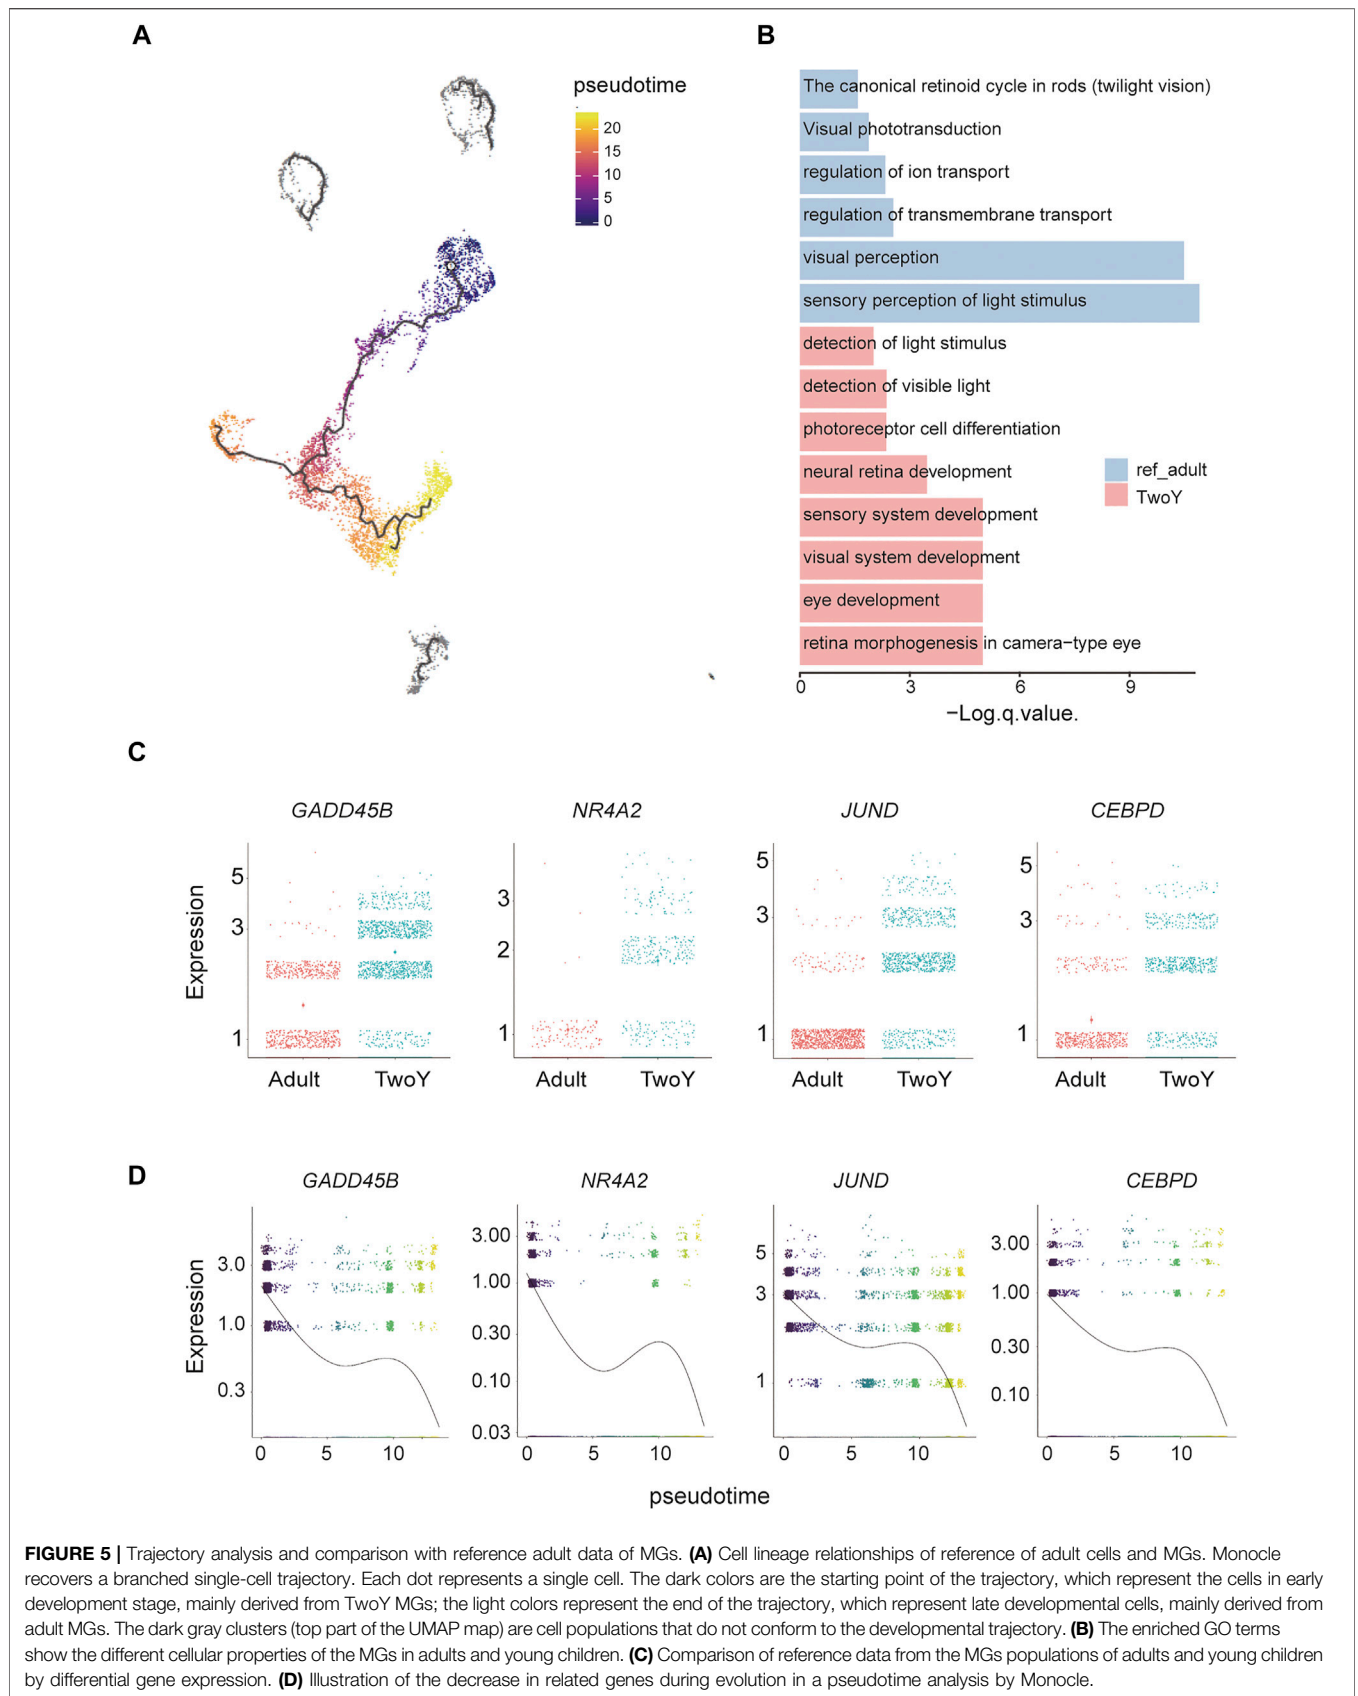 A
pseudotime
20
15
10
5
0
B
The canonical retinoid cycle in rods (twilight vision)
Visual phototransduction
regulation of ion transport
regulation of transmembrane transport
visual perception
sensory perception of light stimulus
detection of light stimulus
detection of visible light
photoreceptor cell differentiation
neural retina development
sensory system development
visual system development
eye development
retina morphogenesis in camera−type eye
ref_adult
TwoY
0 3 6 9
−Log.q.value.
C
GADD45B NR4A2 JUND CEBPD
Expression
5
3
1
Adult TwoY
3
2
1
Adult TwoY
5
3
1
Adult TwoY
5
3
1
Adult TwoY
D
GADD45B NR4A2 JUND CEBPD
Expression
3.0
1.0
0.3
0 5 10
3.00
1.00
0.30
0.10
0.03
0 5 10
5
3
1
0 5 10
3.00
1.00
0.30
0.10
0 5 10
pseudotime
FIGURE 5 | Trajectory analysis and comparison with reference adult data of MGs. (A) Cell lineage relationships of reference of adult cells and MGs. Monocle
recovers a branched single-cell trajectory. Each dot represents a single cell. The dark colors are the starting point of the trajectory, which represent the cells in early
development stage, mainly derived from TwoY MGs; the light colors represent the end of the trajectory, which represent late developmental cells, mainly derived from
adult MGs. The dark gray clusters (top part of the UMAP map) are cell populations that do not conform to the developmental trajectory. (B) The enriched GO terms
show the different cellular properties of the MGs in adults and young children. (C) Comparison of reference data from the MGs populations of adults and young children
by differential gene expression. (D) Illustration of the decrease in related genes during evolution in a pseudotime analysis by Monocle.